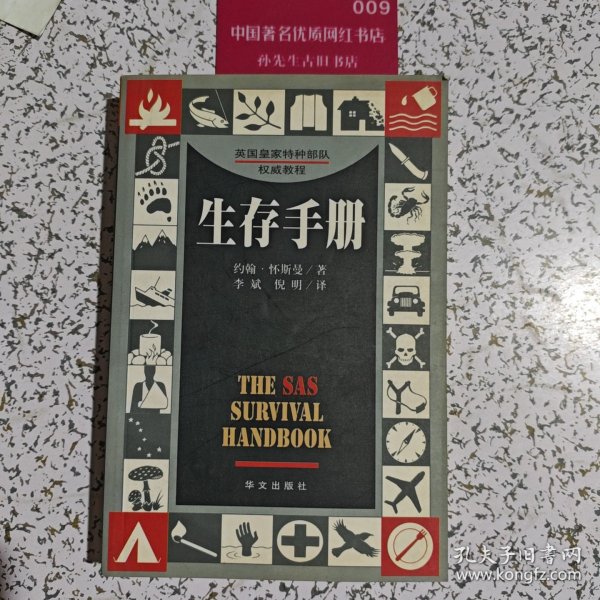 009
中国著名优质网红书店
孙先生古旧书店
英国皇家特种部队
权威教程
生存手册
约翰·怀斯曼/著
李斌 倪明/译
THE SAS
SURVIVAL
HANDBOOK
华文出版社
孔夫子旧书网
www.kongfz.com